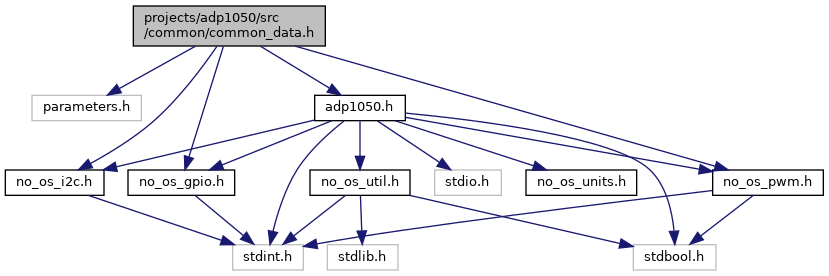 projects/adp1050/src
/common/common_data.h
parameters.h
adp1050.h
no_os_i2c.h
no_os_gpio.h
no_os_util.h
stdio.h
no_os_units.h
no_os_pwm.h
stdint.h
stdlib.h
stdbool.h